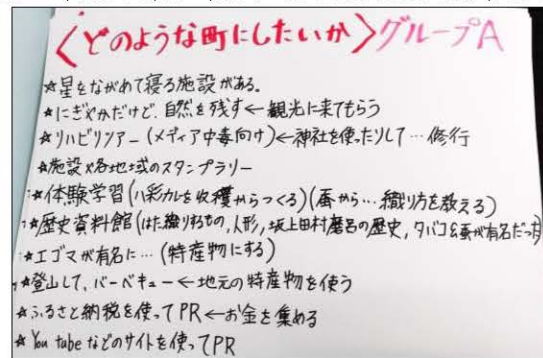 〈どのような町にしたいか〉グループA
☆星をながめて寝る施設がある。
☆にぎやかだけど、自然を残す←観光に来てもらう
☆リハビリツアー(メディア中毒向け)←神社を使ったりして…修行
☆施設×各地域のスタンプラリー
☆体験学習(八彩カレを収穫からつくる)(蚕から…織り方を教える)
☆歴史資料館(はた織りきもの,人形,坂上田村麿呂の歴史,タバコ&蚕が有名だった)
☆エゴマが有名に…(特産物にする)
☆登山して、バーベキュー←地元の特産物を使う
☆ふるさと納税を使ってPR←お金を集める
☆You tubeなどのサイトを使ってPR